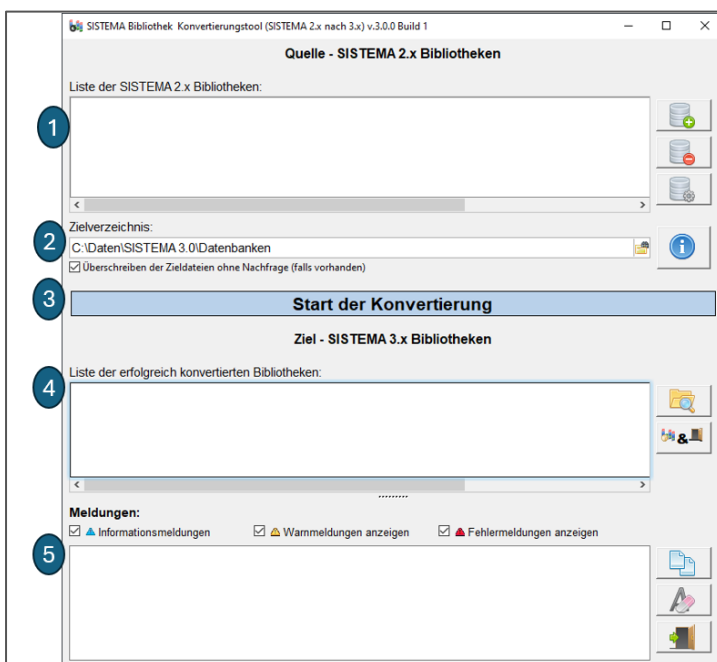 SISTEMA Bibliothek Konvertierungstool (SISTEMA 2.x nach 3.x) v.3.0.0 Build 1
Quelle - SISTEMA 2.x Bibliotheken
Liste der SISTEMA 2.x Bibliotheken:
1
Zielverzeichnis:
2
C:\Daten\SISTEMA 3.0\Datenbanken
Überschreiben der Zieldateien ohne Nachfrage (falls vorhanden)
3
Start der Konvertierung
Ziel - SISTEMA 3.x Bibliotheken
Liste der erfolgreich konvertierten Bibliotheken:
4
&
Meldungen:
Informationsmeldungen Warnmeldungen anzeigen Fehlermeldungen anzeigen
5